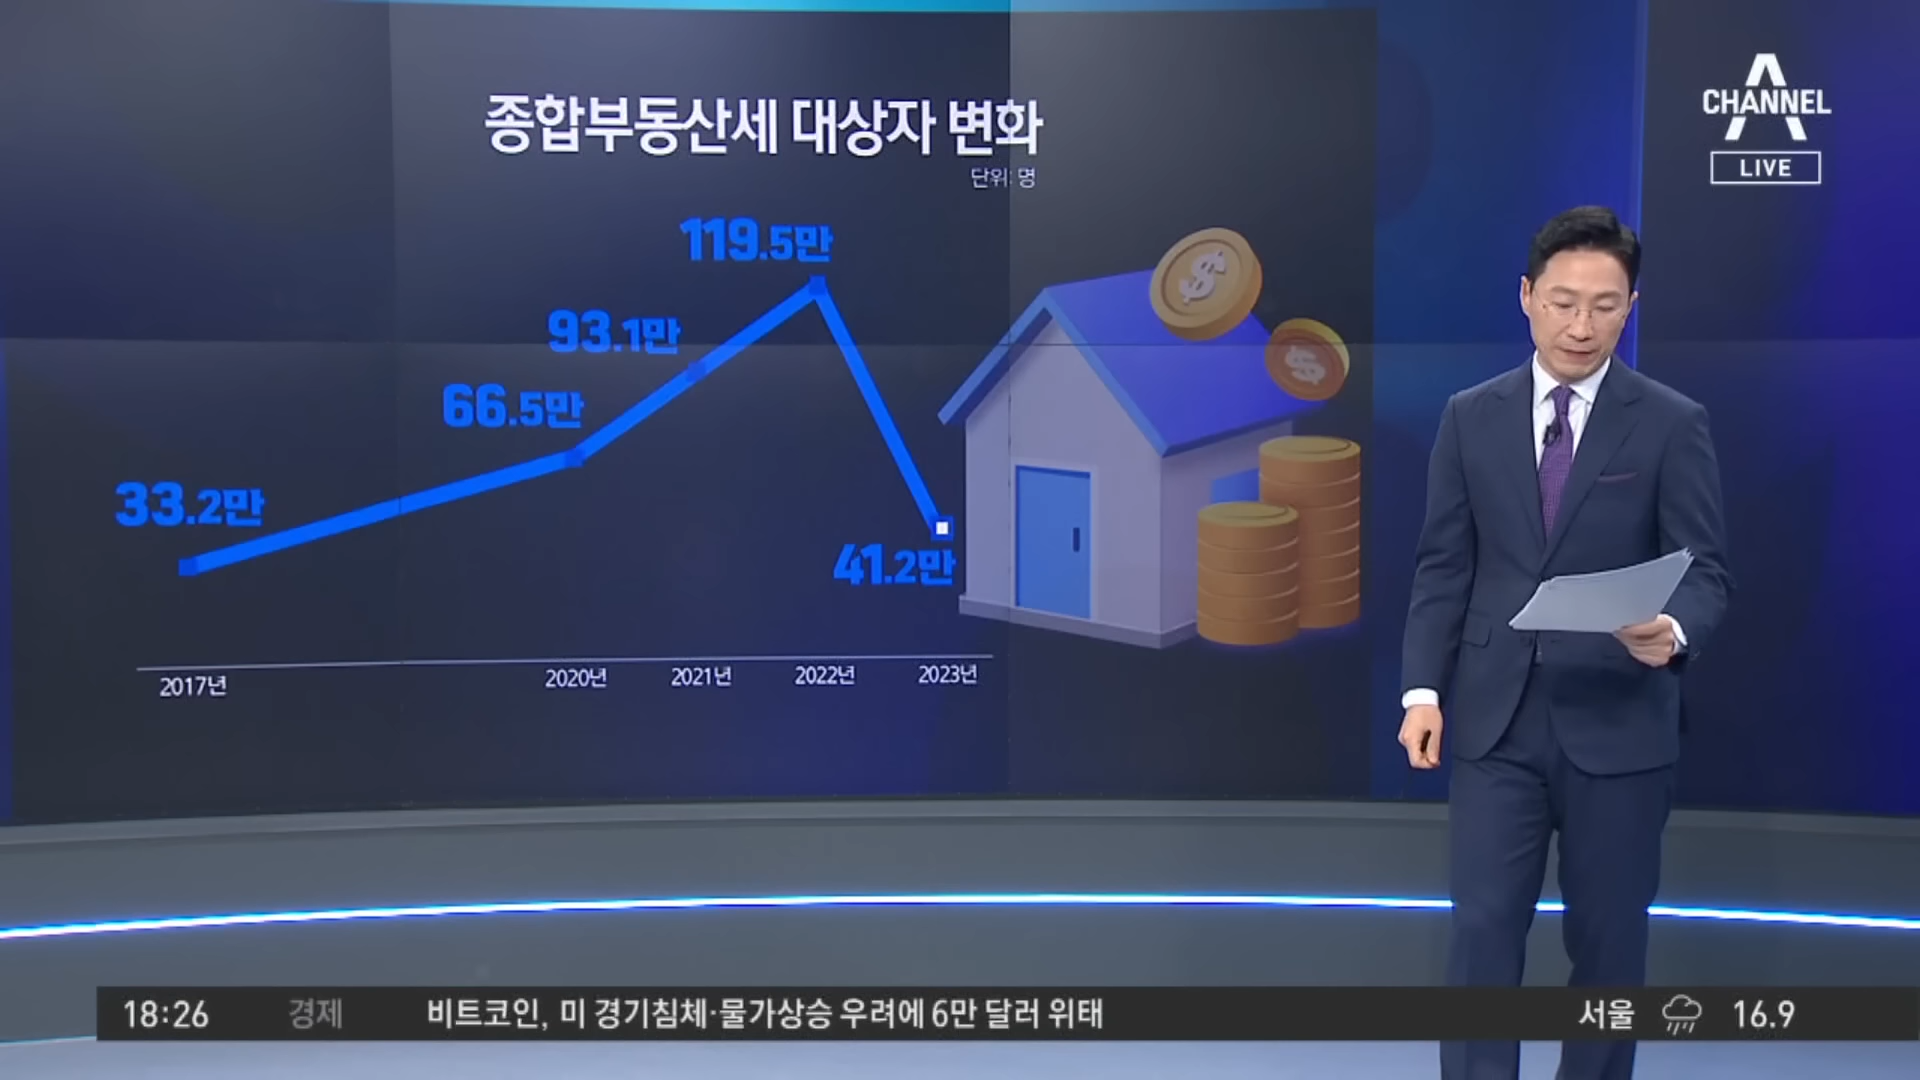 종합부동산세 대상자 변화
단위: 명
119.5만
93.1만
66.5만
33.2만
41.2만
2017년 2020년 2021년 2022년 2023년
CHANNEL A
LIVE
18:26 경제 비트코인, 미 경기침체·물가상승 우려에 6만 달러 위태 서울 16.9